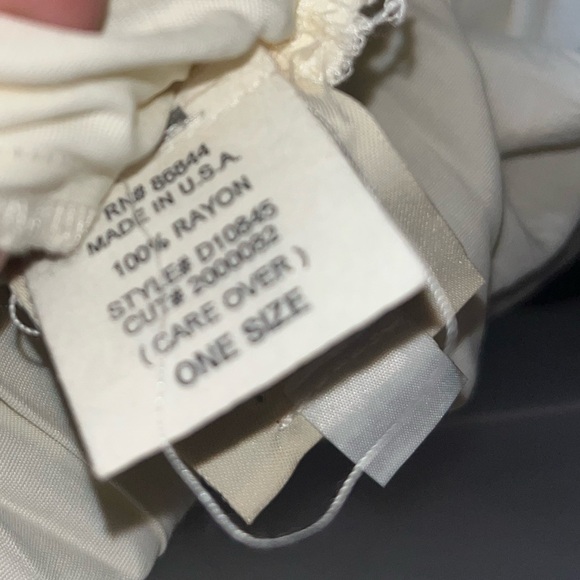 RN# 86844
MADE IN U.S.A.
100% RAYON
STYLE# D10845
CUT# 2000082
( CARE OVER )
ONE SIZE